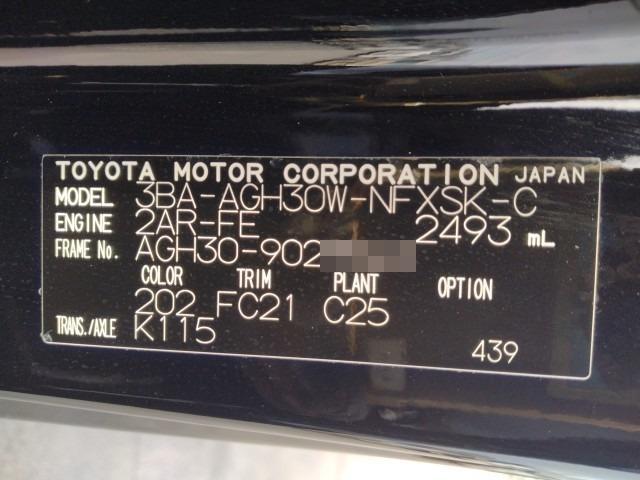 TOYOTA MOTOR CORPORATION JAPAN
MODEL 3BA-AGH30W-NFXSK-C
ENGINE 2AR-FE 2493 mL
FRAME No. AGH30-902
COLOR TRIM PLANT OPTION
202 FC21 C25
TRANS./AXLE K115
439